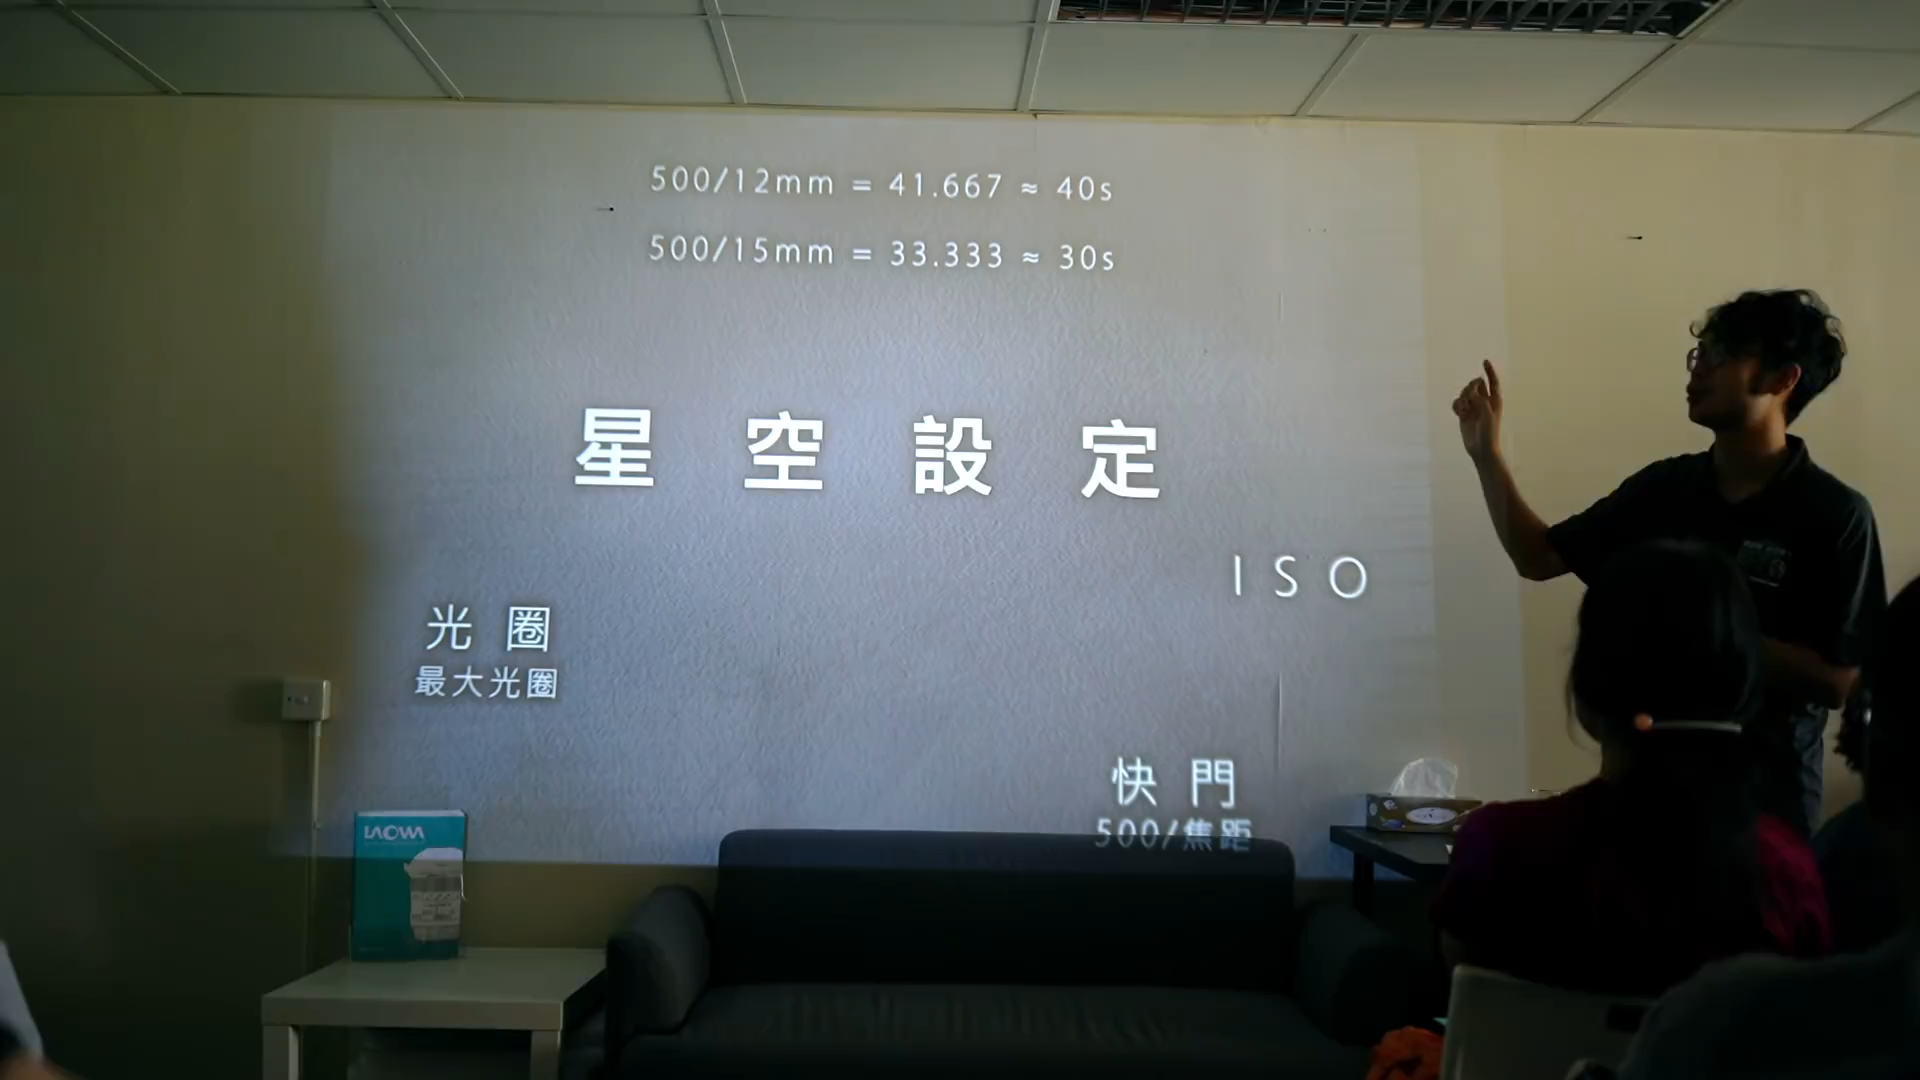 500/12mm = 41.667 ≈ 40s
500/15mm = 33.333 ≈ 30s
星空設定
ISO
光圈
最大光圈
快門
500/焦距
LAOWA